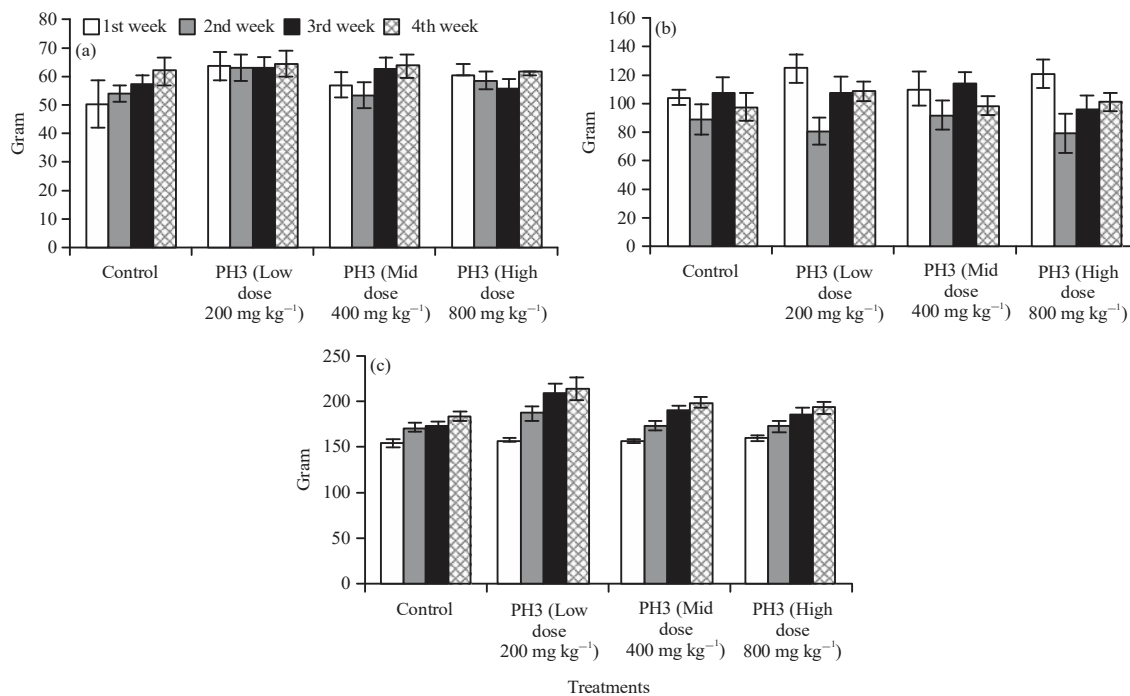 (a)
1st week 2nd week 3rd week 4th week
80
70
60
50
40
30
20
10
0
Gram
Control
PH3 (Low
dose
200 mg kg⁻¹)
PH3 (Mid
dose
400 mg kg⁻¹)
PH3 (High
dose
800 mg kg⁻¹)
(b)
160
140
120
100
80
60
40
20
0
Gram
Control
PH3 (Low
dose
200 mg kg⁻¹)
PH3 (Mid
dose
400 mg kg⁻¹)
PH3 (High
dose
800 mg kg⁻¹)
(c)
250
200
150
100
50
0
Gram
Control
PH3 (Low
dose
200 mg kg⁻¹)
PH3 (Mid
dose
400 mg kg⁻¹)
PH3 (High
dose
800 mg kg⁻¹)
Treatments